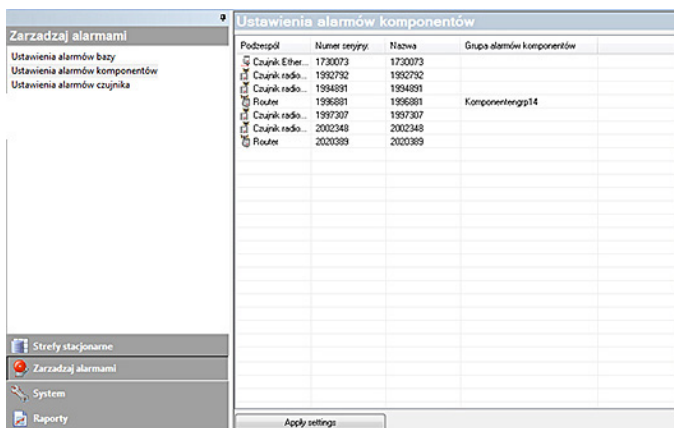 Zarzadzaj alarmami
Ustawienia alarmów bazy
Ustawienia alarmów komponentów
Ustawienia alarmów czujnika
Strefy stacjonarne
Zarzadzaj alarmami
System
Raporty
Ustawienia alarmów komponentów
Podzespół Numer seryjny. Nazwa Grupa alarmów komponentów
Czujnik Ether... 1730073 1730073
Czujnik radio... 1992792 1992792
Czujnik radio... 1994891 1994891
Router 1996881 1996881 Komponentengrp14
Czujnik radio... 1997307 1997307
Czujnik radio... 2002348 2002348
Router 2020389 2020389
Apply settings